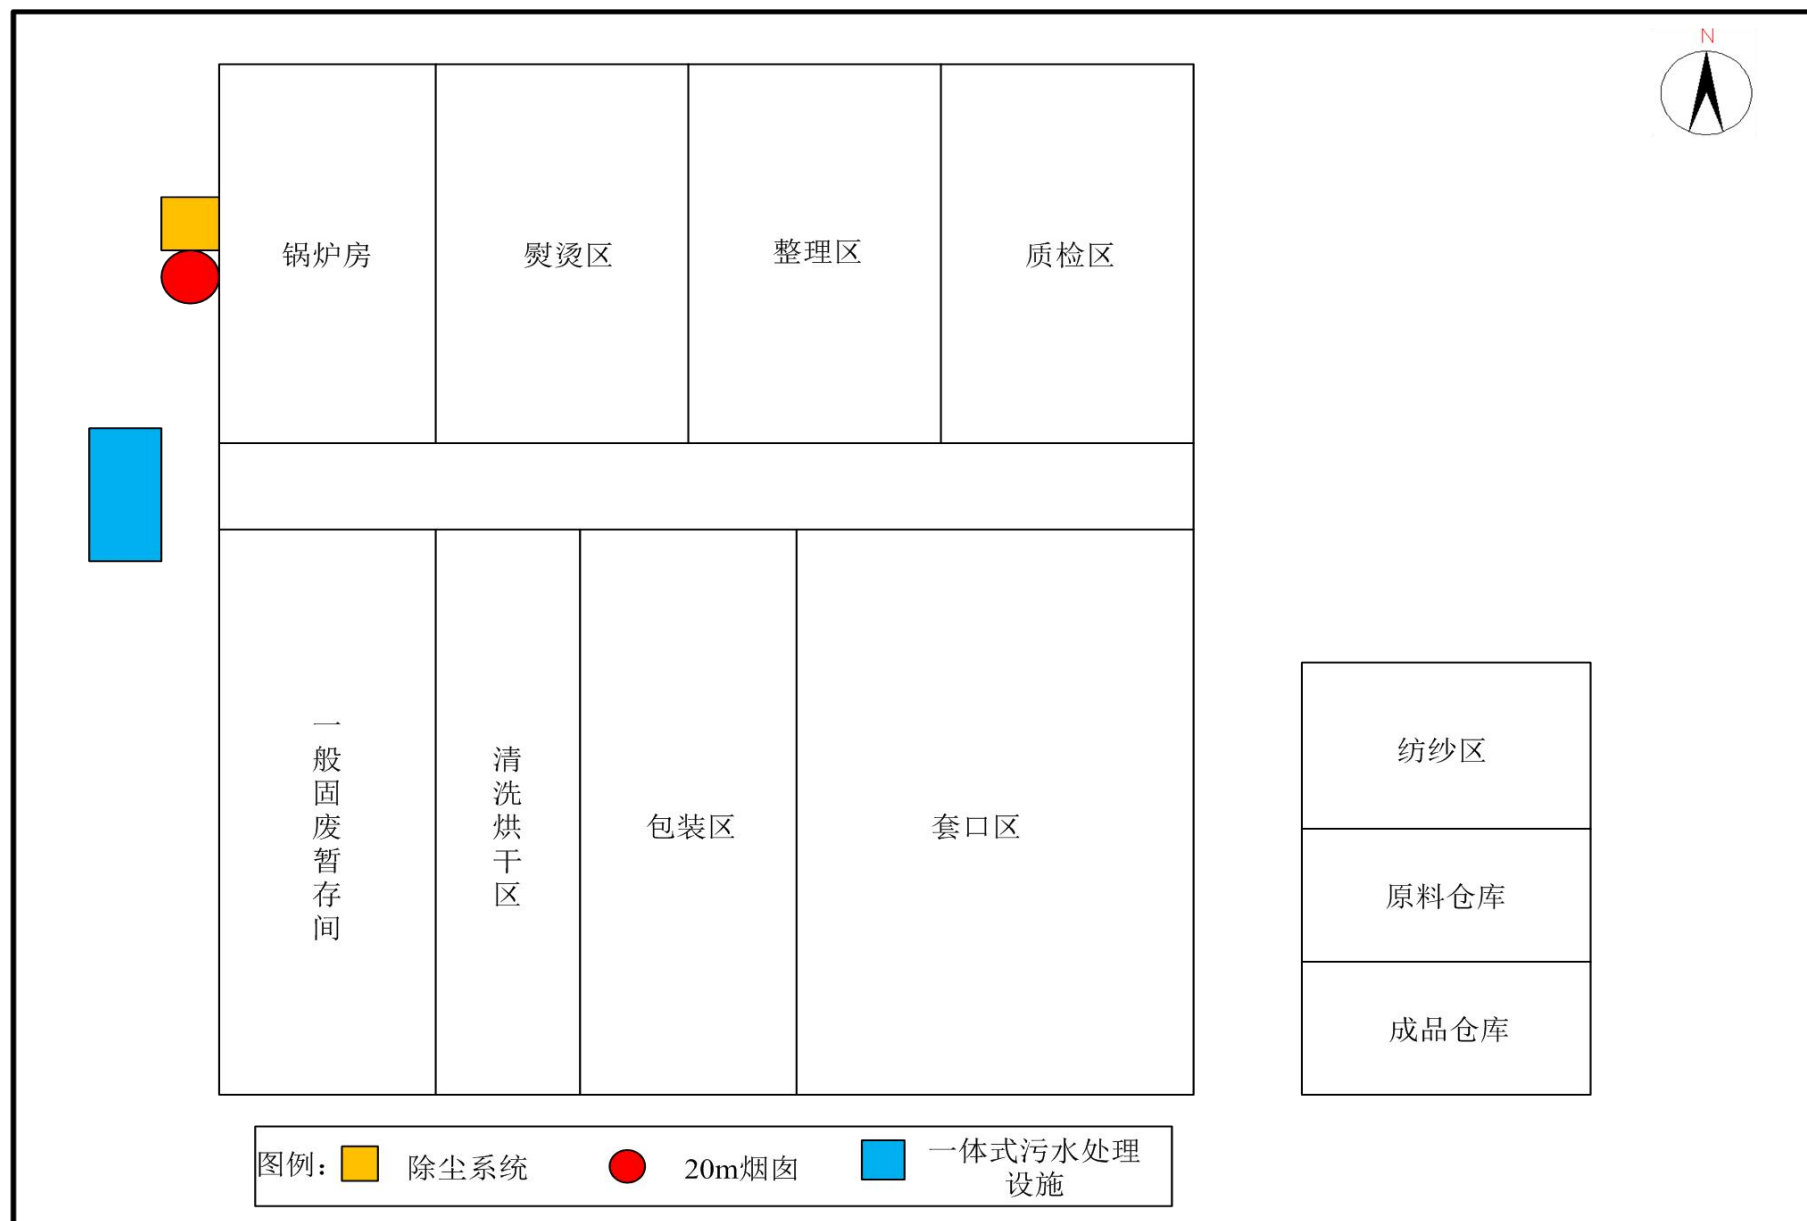 N
锅炉房
熨烫区
整理区
质检区
一般固废暂存间
清洗烘干区
包装区
套口区
纺纱区
原料仓库
成品仓库
图例：
除尘系统
20m烟囱
一体式污水处理
设施